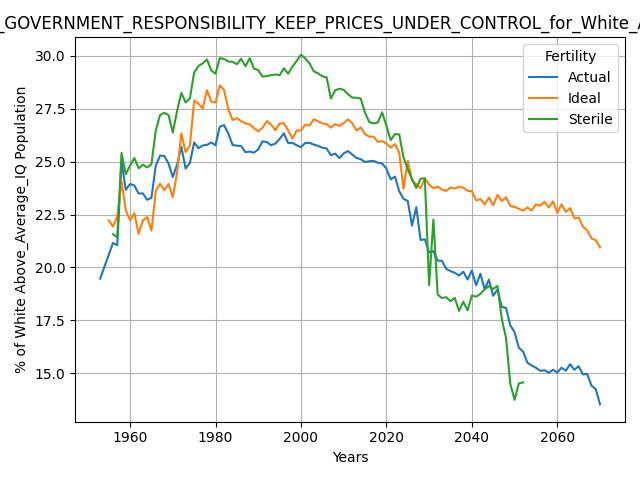 _GOVERNMENT_RESPONSIBILITY_KEEP_PRICES_UNDER_CONTROL_for_White_A
% of White Above_Average_IQ Population
30.0
27.5
25.0
22.5
20.0
17.5
15.0
1960
1980
2000
2020
2040
2060
Years
Fertility
Actual
Ideal
Sterile